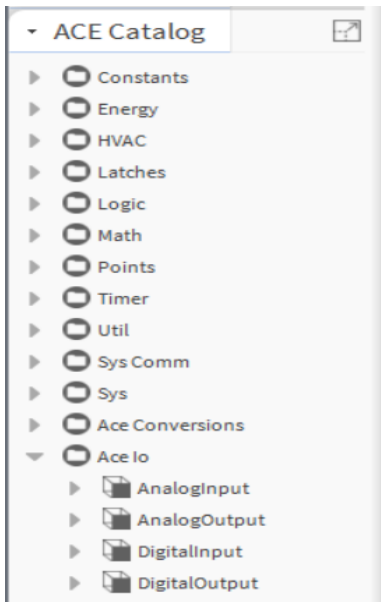 ACE Catalog
Constants
Energy
HVAC
Latches
Logic
Math
Points
Timer
Util
Sys Comm
Sys
Ace Conversions
Ace Io
AnalogInput
AnalogOutput
DigitalInput
DigitalOutput